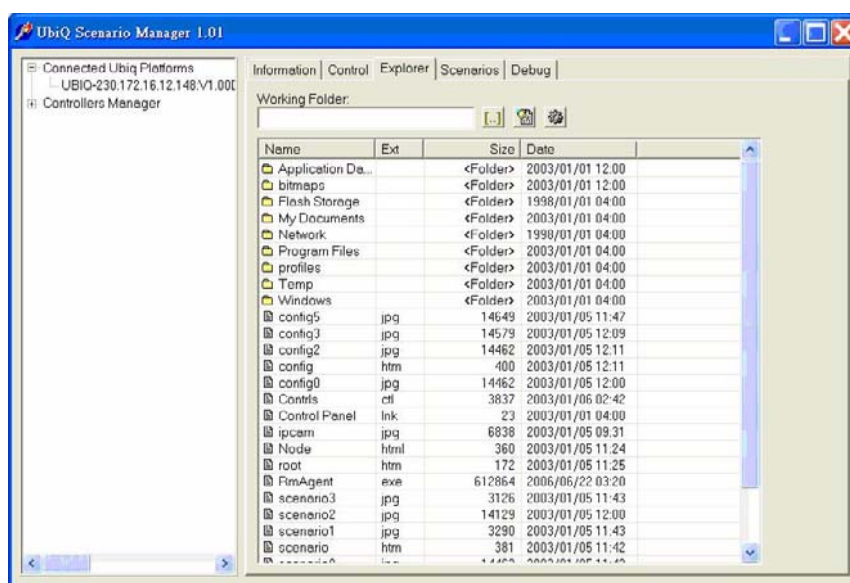 UbiQ Scenario Manager 1.01
Connected Ubiq Platforms
UBIQ-230.172.16.12.148.V1.00
Controllers Manager
Information Control Explorer Scenarios Debug
Working Folder:
[..]
Name Ext Size Date
Application Da... <Folder> 2003/01/01 12:00
bitmaps <Folder> 2003/01/01 12:00
Flash Storage <Folder> 1998/01/01 04:00
My Documents <Folder> 2003/01/01 04:00
Network <Folder> 1998/01/01 04:00
Program Files <Folder> 2003/01/01 04:00
profiles <Folder> 2003/01/01 04:00
Temp <Folder> 2003/01/01 04:00
Windows <Folder> 2003/01/01 04:00
config5 jpg 14649 2003/01/05 11:47
config3 jpg 14579 2003/01/05 12:09
config2 jpg 14462 2003/01/05 12:11
config htm 400 2003/01/05 12:11
config0 jpg 14462 2003/01/05 12:00
Contrls ctl 3837 2003/01/06 02:42
Control Panel lnk 23 2003/01/01 04:00
ipcam jpg 6838 2003/01/05 09:31
Node html 360 2003/01/05 11:24
root htm 172 2003/01/05 11:25
RmAgent exe 612864 2006/06/22 03:20
scenario3 jpg 3126 2003/01/05 11:43
scenario2 jpg 14129 2003/01/05 12:00
scenario1 jpg 3290 2003/01/05 11:43
scenario htm 381 2003/01/05 11:42